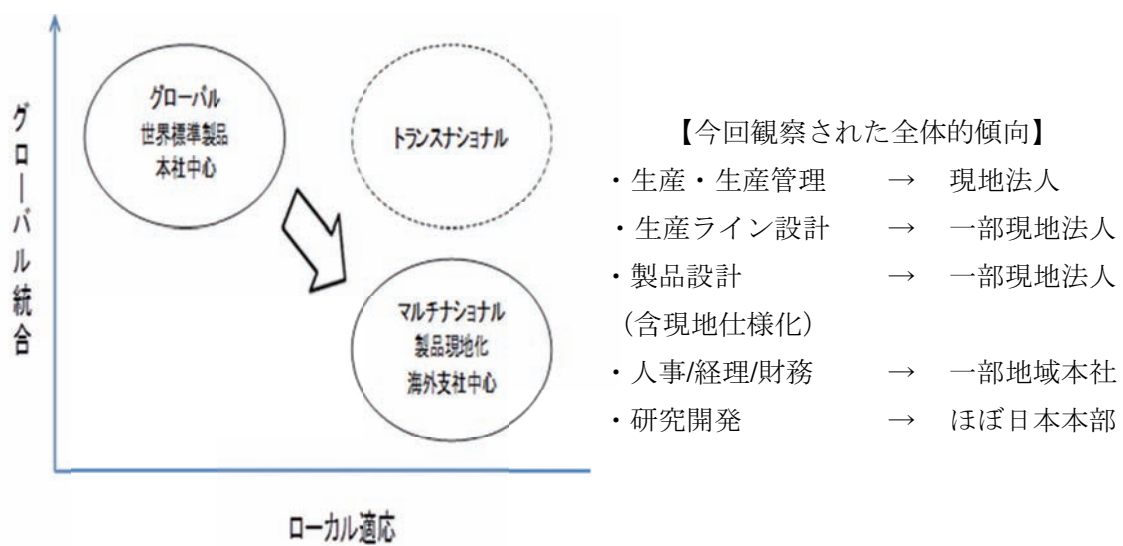 グローバル統合
グローバル
世界標準製品
本社中心
トランスナショナル
マルチナショナル
製品現地化
海外支社中心
ローカル適応
【今回観察された全体的傾向】
・生産・生産管理 → 現地法人
・生産ライン設計 → 一部現地法人
・製品設計 → 一部現地法人
（含現地仕様化）
・人事/経理/財務 → 一部地域本社
・研究開発 → ほぼ日本本部